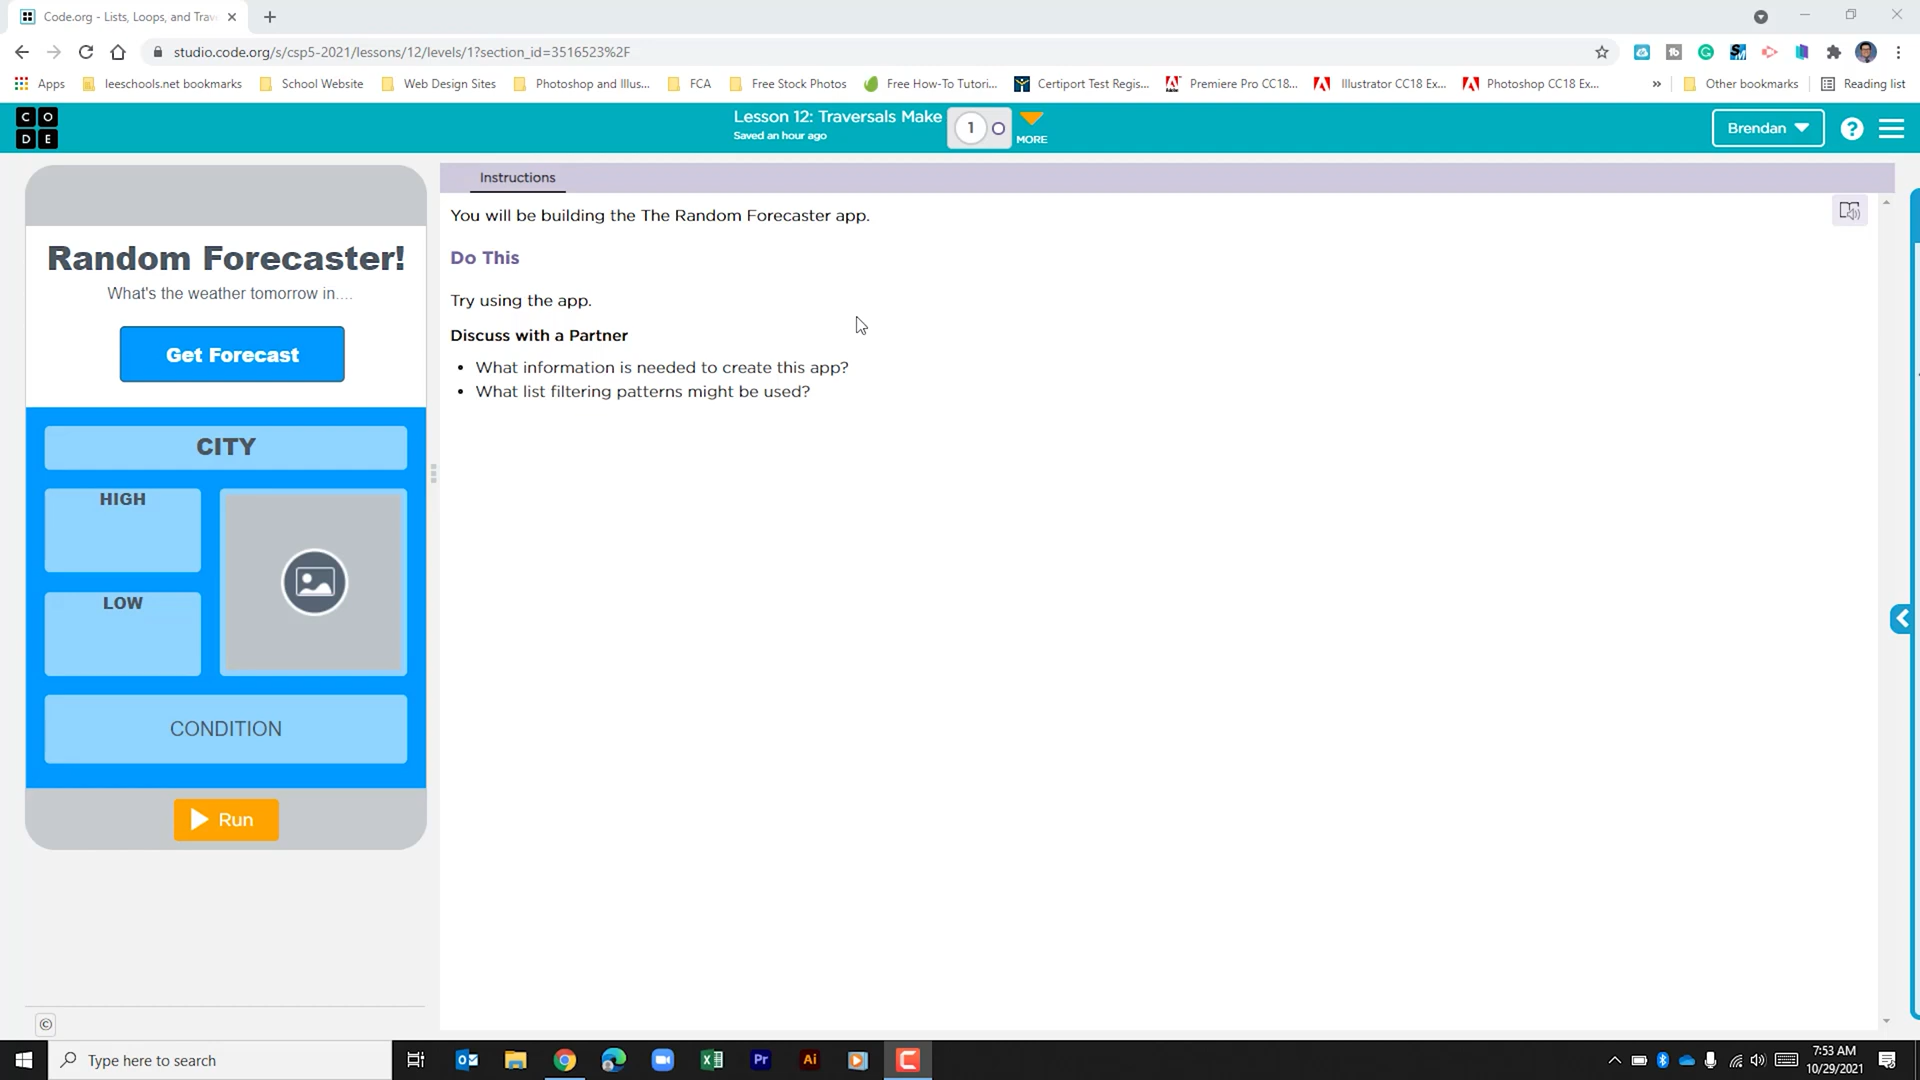 Code.org - Lists, Loops, and Trav
studio.code.org/s/csp5-2021/lessons/12/levels/1?section_id=3516523%2F
Apps
leeschools.net bookmarks
School Website
Web Design Sites
Photoshop and Illus...
FCA
Free Stock Photos
Free How-To Tutori...
Certiport Test Regis...
Premiere Pro CC18...
Illustrator CC18 Ex...
Photoshop CC18 Ex...
»
Other bookmarks
Reading list
C O
D E
Lesson 12: Traversals Make
Saved an hour ago
1
MORE
Brendan
?
Instructions
You will be building the The Random Forecaster app.
Do This
Try using the app.
Discuss with a Partner
• What information is needed to create this app?
• What list filtering patterns might be used?
Random Forecaster!
What's the weather tomorrow in....
Get Forecast
CITY
HIGH
LOW
CONDITION
Run
©
Type here to search
Pr
Ai
7:53 AM
10/29/2021